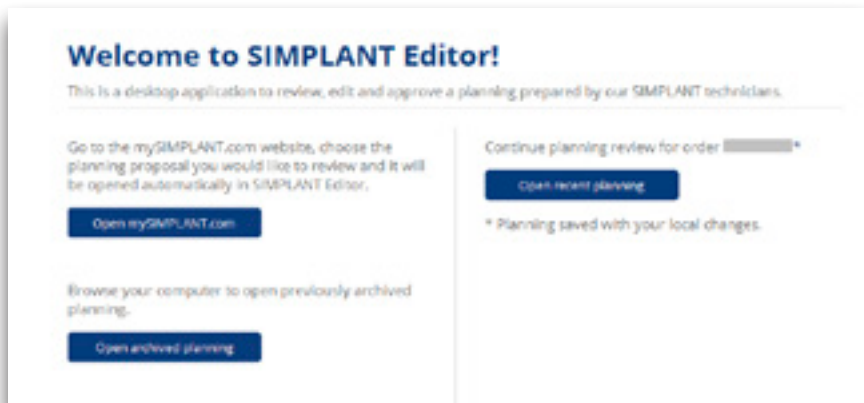 Welcome to SIMPLANT Editor!
This is a desktop application to review, edit and approve a planning prepared by our SIMPLANT technicians.
Go to the mySIMPLANT.com website, choose the
planning proposal you would like to review and it will
be opened automatically in SIMPLANT Editor.
Open mySIMPLANT.com
Browse your computer to open previously archived
planning.
Open archived planning
Continue planning review for order *
Open recent planning
* Planning saved with your local changes.